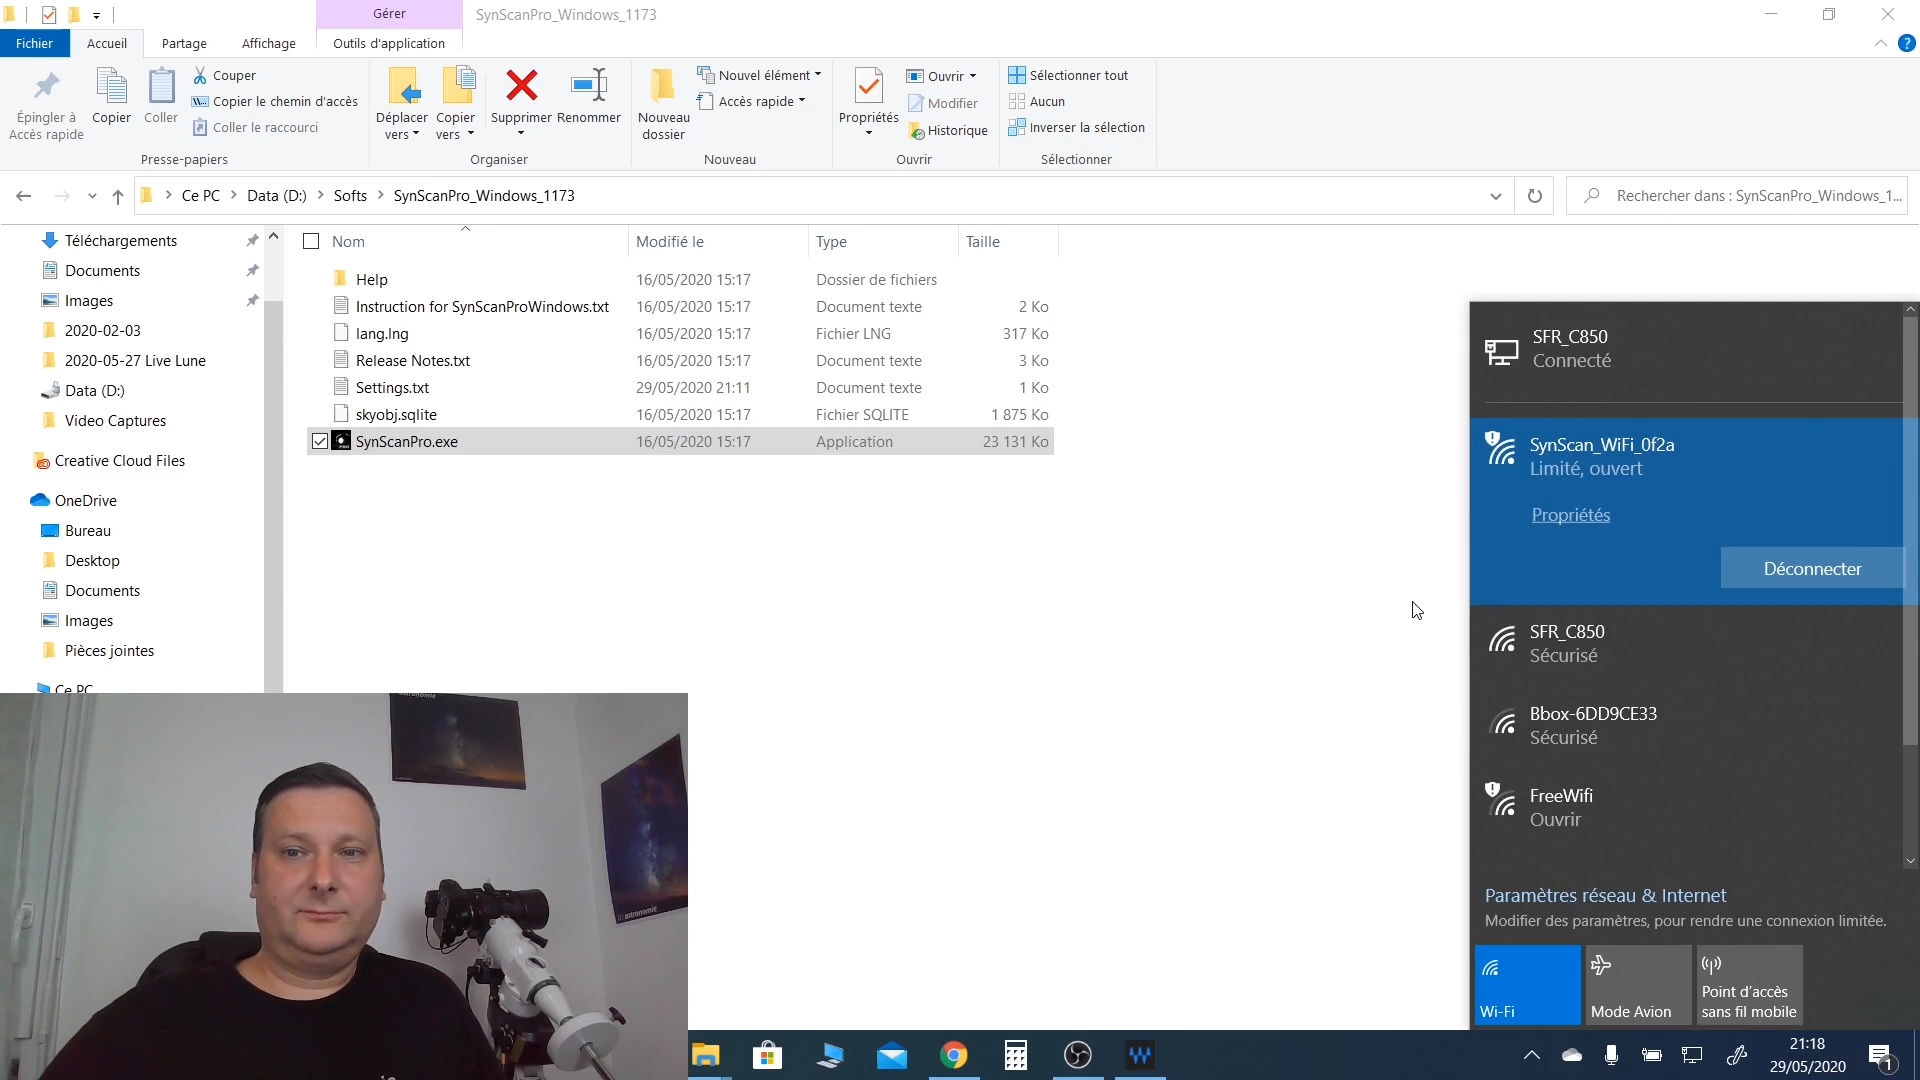 Gérer
SynScanPro_Windows_1173
Fichier
Accueil
Partage
Affichage
Outils d'application
Épingler à
Accès rapide
Copier
Coller
Couper
Copier le chemin d'accès
Coller le raccourci
Presse-papiers
Déplacer
vers
Copier
vers
Supprimer
Renommer
Organiser
Nouveau
dossier
Nouvel élément
Accès rapide
Nouveau
Propriétés
Ouvrir
Modifier
Historique
Ouvrir
Sélectionner tout
Aucun
Inverser la sélection
Sélectionner
Ce PC
Data (D:)
Softs
SynScanPro_Windows_1173
Rechercher dans : SynScanPro_Windows_1...
Téléchargements
Documents
Images
2020-02-03
2020-05-27 Live Lune
Data (D:)
Video Captures
Creative Cloud Files
OneDrive
Bureau
Desktop
Documents
Images
Pièces jointes
Ce PC
Nom
Modifié le
Type
Taille
Help
16/05/2020 15:17
Dossier de fichiers
Instruction for SynScanProWindows.txt
16/05/2020 15:17
Document texte
2 Ko
lang.lng
16/05/2020 15:17
Fichier LNG
317 Ko
Release Notes.txt
16/05/2020 15:17
Document texte
3 Ko
Settings.txt
29/05/2020 21:11
Document texte
1 Ko
skyobj.sqlite
16/05/2020 15:17
Fichier SQLITE
1 875 Ko
SynScanPro.exe
16/05/2020 15:17
Application
23 131 Ko
SFR_C850
Connecté
SynScan_WiFi_0f2a
Limité, ouvert
Propriétés
Déconnecter
SFR_C850
Sécurisé
Bbox-6DD9CE33
Sécurisé
FreeWifi
Ouvrir
Paramètres réseau & Internet
Modifier des paramètres, pour rendre une connexion limitée.
Wi-Fi
Mode Avion
Point d'accès
sans fil mobile
astronomie
21:18
29/05/2020
1